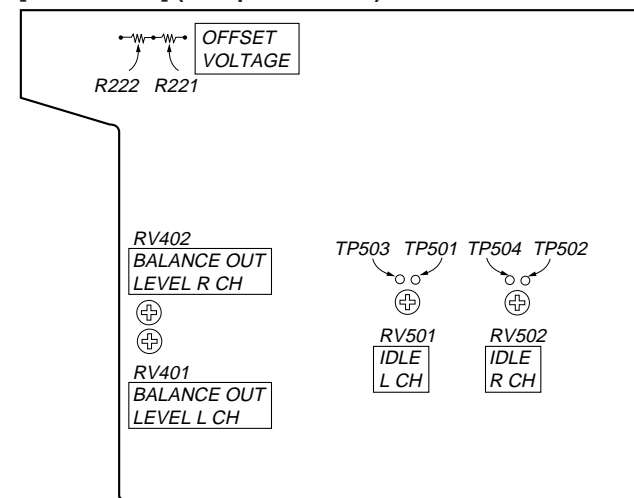 OFFSET
VOLTAGE
R222 R221
RV402
BALANCE OUT
LEVEL R CH
RV401
BALANCE OUT
LEVEL L CH
TP503 TP501 TP504 TP502
RV501
IDLE
L CH
RV502
IDLE
R CH